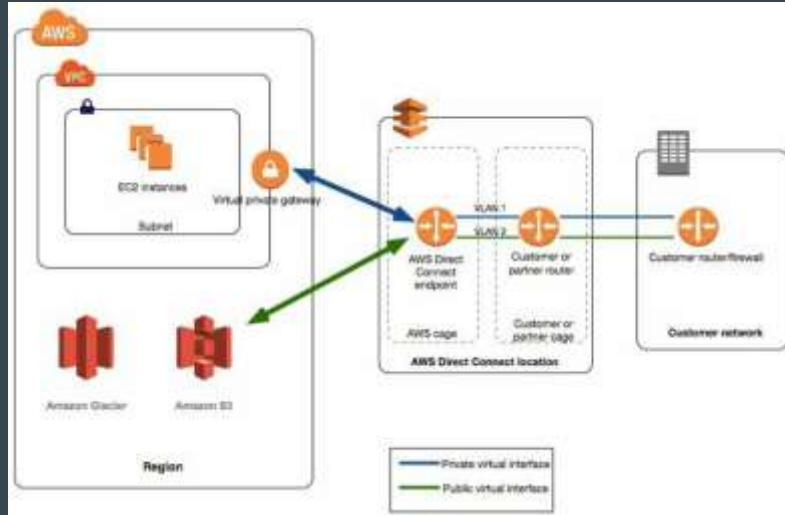 AWS
VPC
EC2 instances
Subnet
Virtual private gateway
Amazon Glacier
Amazon S3
Region
VLAN 1
VLAN 2
AWS Direct
Connect
endpoint
AWS cage
Customer or
partner router
Customer or
partner cage
AWS Direct Connect location
Customer router/firewall
Customer network
Private virtual interface
Public virtual interface